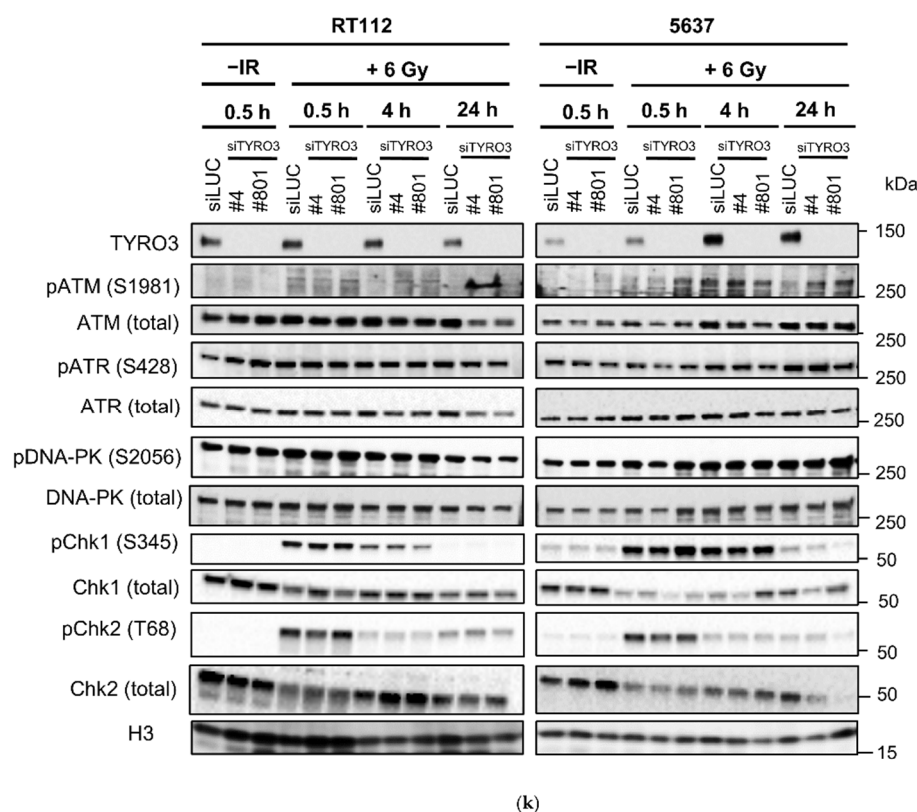 RT112 5637
−IR + 6 Gy −IR + 6 Gy
0.5 h 0.5 h 4 h 24 h 0.5 h 0.5 h 4 h 24 h
siTYRO3 siTYRO3 siTYRO3 siTYRO3 siTYRO3 siTYRO3 siTYRO3 siTYRO3
siLUC #4 #801 siLUC #4 #801 siLUC #4 #801 siLUC #4 #801 siLUC #4 #801 siLUC #4 #801 siLUC #4 #801 siLUC #4 #801
kDa
TYRO3 150
pATM (S1981) 250
ATM (total) 250
pATR (S428) 250
ATR (total) 250
pDNA-PK (S2056) 250
DNA-PK (total) 250
pChk1 (S345) 50
Chk1 (total) 50
pChk2 (T68) 50
Chk2 (total) 50
H3 15
(k)